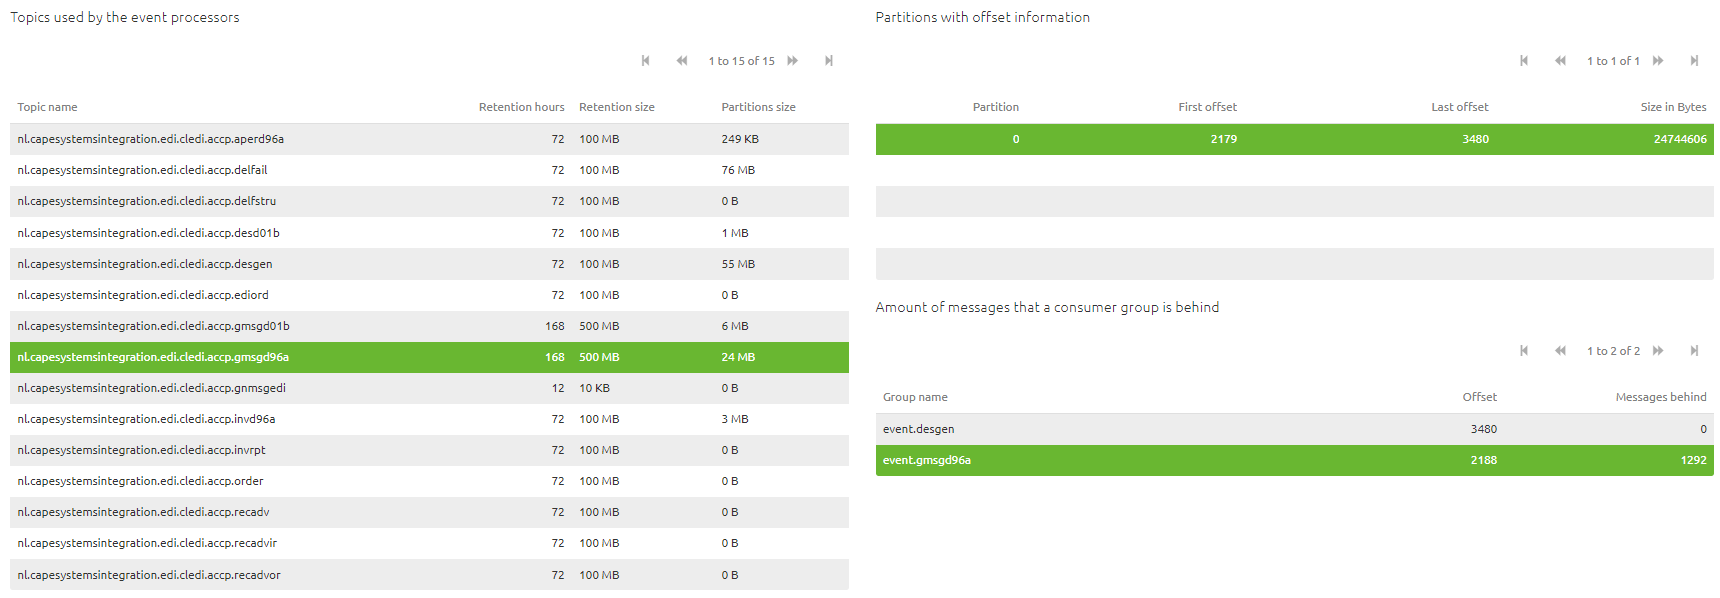 Topics used by the event processors
1 to 15 of 15
Topic name Retention hours Retention size Partitions size
nl.capesystemsintegration.edi.cledi.accp.aperd96a 72 100 MB 249 KB
nl.capesystemsintegration.edi.cledi.accp.delfail 72 100 MB 76 MB
nl.capesystemsintegration.edi.cledi.accp.delfstru 72 100 MB 0 B
nl.capesystemsintegration.edi.cledi.accp.desd01b 72 100 MB 1 MB
nl.capesystemsintegration.edi.cledi.accp.desgen 72 100 MB 55 MB
nl.capesystemsintegration.edi.cledi.accp.ediord 72 100 MB 0 B
nl.capesystemsintegration.edi.cledi.accp.gmsgd01b 168 500 MB 6 MB
nl.capesystemsintegration.edi.cledi.accp.gmsgd96a 168 500 MB 24 MB
nl.capesystemsintegration.edi.cledi.accp.gnmsgedi 12 10 KB 0 B
nl.capesystemsintegration.edi.cledi.accp.invd96a 72 100 MB 3 MB
nl.capesystemsintegration.edi.cledi.accp.invrpt 72 100 MB 0 B
nl.capesystemsintegration.edi.cledi.accp.order 72 100 MB 0 B
nl.capesystemsintegration.edi.cledi.accp.recadv 72 100 MB 0 B
nl.capesystemsintegration.edi.cledi.accp.recadvir 72 100 MB 0 B
nl.capesystemsintegration.edi.cledi.accp.recadvor 72 100 MB 0 B
Partitions with offset information
1 to 1 of 1
Partition First offset Last offset Size in Bytes
0 2179 3480 24744606
Amount of messages that a consumer group is behind
1 to 2 of 2
Group name Offset Messages behind
event.desgen 3480 0
event.gmsgd96a 2188 1292